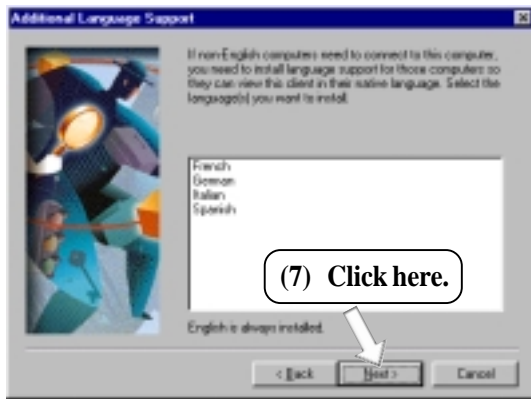 Additional Language Support
If non-English computers need to connect to this computer,
you need to install language support for those computers so
they can view this client in their native language. Select the
language(s) you want to install.
French
German
Italian
Spanish
(7) Click here.
English is always installed.
< Back
Next >
Cancel